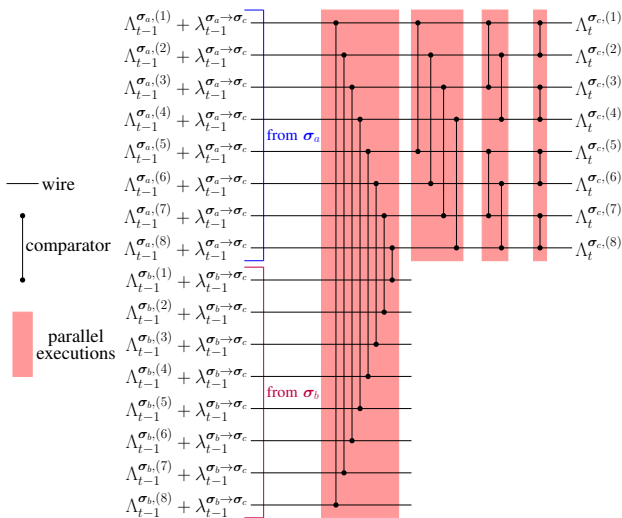 Λ_{t−1}^{σ_a,(1)} + λ_{t−1}^{σ_a→σ_c} Λ_t^{σ_c,(1)}
Λ_{t−1}^{σ_a,(2)} + λ_{t−1}^{σ_a→σ_c} Λ_t^{σ_c,(2)}
Λ_{t−1}^{σ_a,(3)} + λ_{t−1}^{σ_a→σ_c} Λ_t^{σ_c,(3)}
Λ_{t−1}^{σ_a,(4)} + λ_{t−1}^{σ_a→σ_c} Λ_t^{σ_c,(4)}
from σ_a
Λ_{t−1}^{σ_a,(5)} + λ_{t−1}^{σ_a→σ_c} Λ_t^{σ_c,(5)}
Λ_{t−1}^{σ_a,(6)} + λ_{t−1}^{σ_a→σ_c} Λ_t^{σ_c,(6)}
wire
Λ_{t−1}^{σ_a,(7)} + λ_{t−1}^{σ_a→σ_c} Λ_t^{σ_c,(7)}
comparator
Λ_{t−1}^{σ_a,(8)} + λ_{t−1}^{σ_a→σ_c} Λ_t^{σ_c,(8)}
Λ_{t−1}^{σ_b,(1)} + λ_{t−1}^{σ_b→σ_c}
Λ_{t−1}^{σ_b,(2)} + λ_{t−1}^{σ_b→σ_c}
parallel
executions
Λ_{t−1}^{σ_b,(3)} + λ_{t−1}^{σ_b→σ_c}
Λ_{t−1}^{σ_b,(4)} + λ_{t−1}^{σ_b→σ_c}
from σ_b
Λ_{t−1}^{σ_b,(5)} + λ_{t−1}^{σ_b→σ_c}
Λ_{t−1}^{σ_b,(6)} + λ_{t−1}^{σ_b→σ_c}
Λ_{t−1}^{σ_b,(7)} + λ_{t−1}^{σ_b→σ_c}
Λ_{t−1}^{σ_b,(8)} + λ_{t−1}^{σ_b→σ_c}